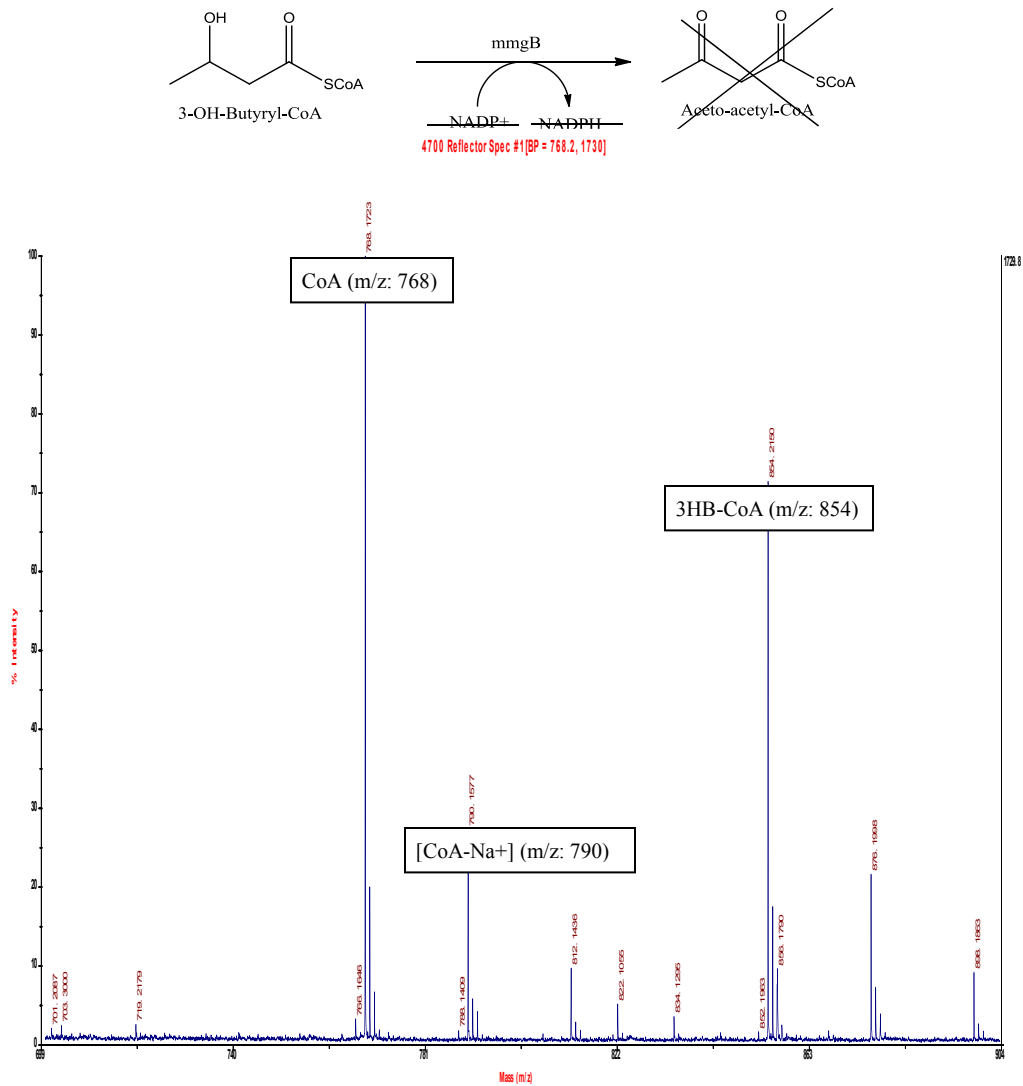 OH
O
O
O
mmgB
SCoA
SCoA
3-OH-Butyryl-CoA
Aceto-acetyl-CoA
NADP+
NADPH
4700 Reflector Spec #1[BP = 768.2, 1730]
768.1723
100
1729.8
CoA (m/z: 768)
90
80
854.2150
70
3HB-CoA (m/z: 854)
60
50
% Intensity
40
30
790.1577
[CoA-Na+] (m/z: 790)
20
876.1998
10
701.2087
703.3000
719.2179
766.1646
788.1409
812.1436
822.1055
834.1295
852.1963
856.1790
898.1863
0
699
740
781
822
863
904
Mass (m/z)